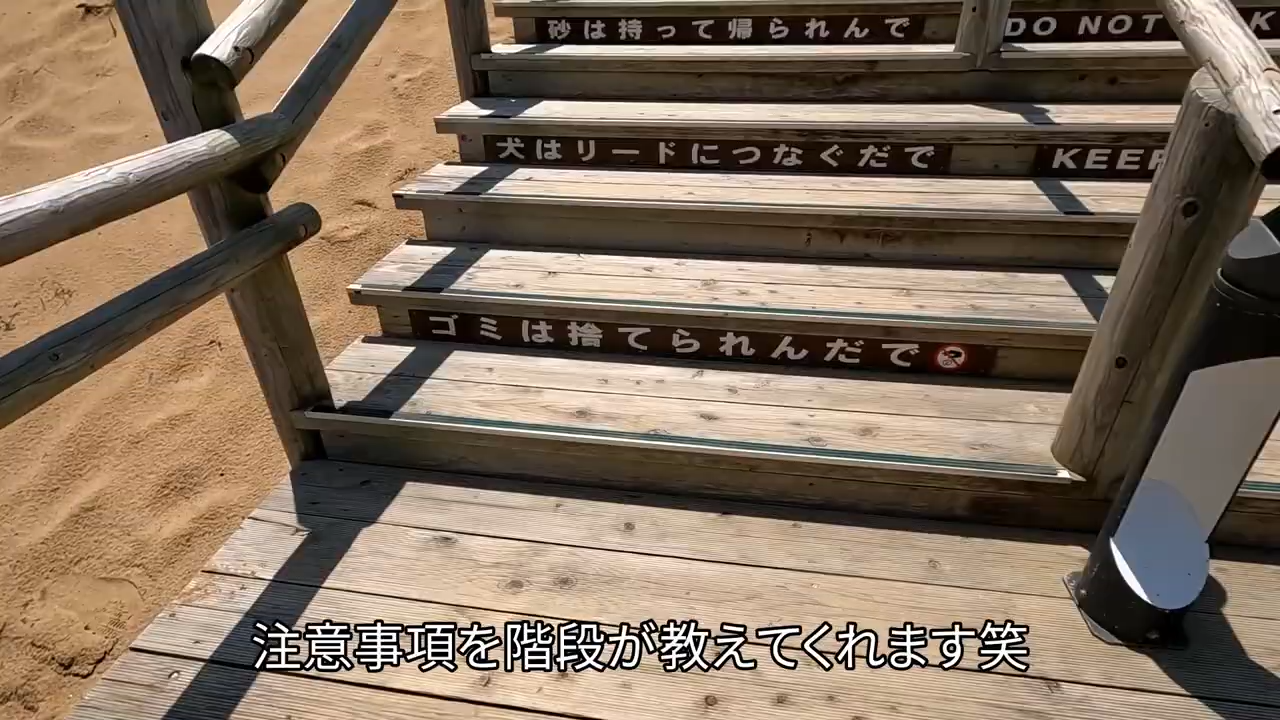 砂は持って帰られんで
DO NOT
犬はリードにつなぐだで
KEEP
ゴミは捨てられんだで
注意事項を階段が教えてくれます笑